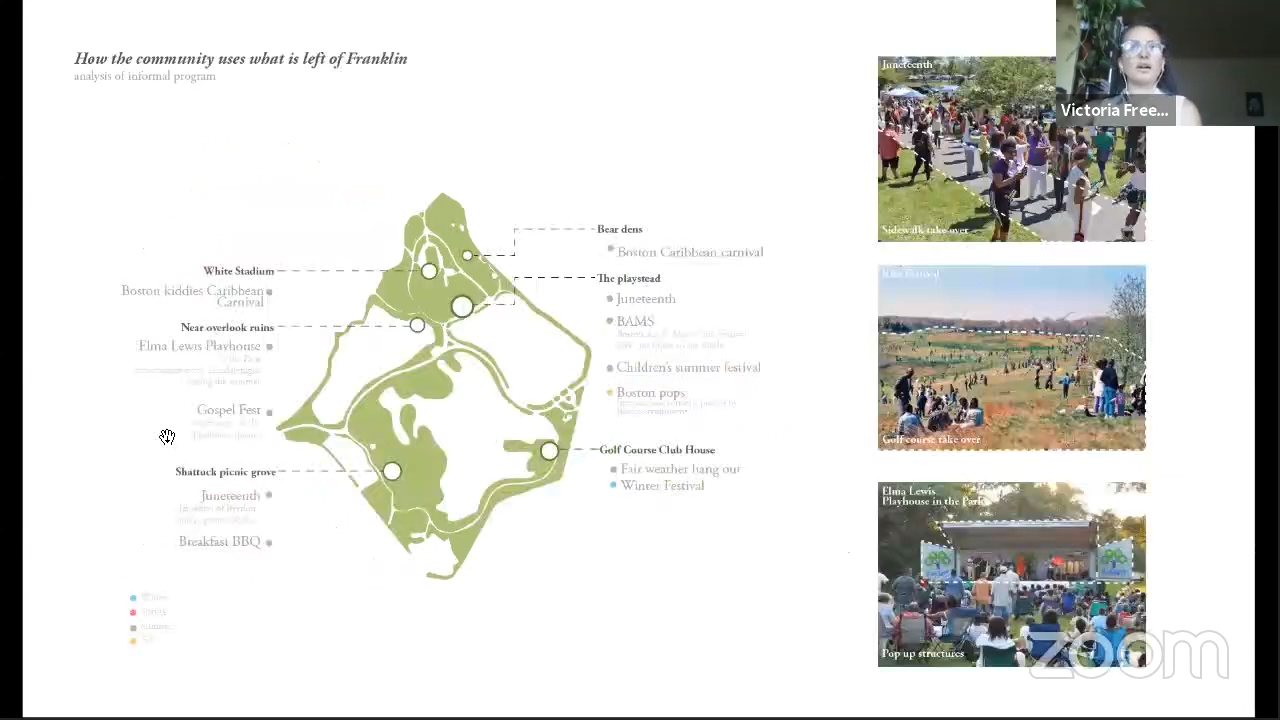 How the community uses what is left of Franklin
analysis of informal program
White Stadium
Boston kiddies Caribbean
Carnival
Near overlook ruins
Elma Lewis Playhouse
Gospel Fest
Shattuck picnic grove
Juneteenth
Breakfast BBQ
Bear dens
Boston Caribbean carnival
The playstead
Juneteenth
BAMS
Children's summer festival
Boston pops
Golf Course Club House
Fair weather hang out
Winter Festival
Juneteenth
Sidewalk take over
Kite Festival
Golf course take over
Elma Lewis
Playhouse in the Park
Pop up structures
Victoria Free...
zoom